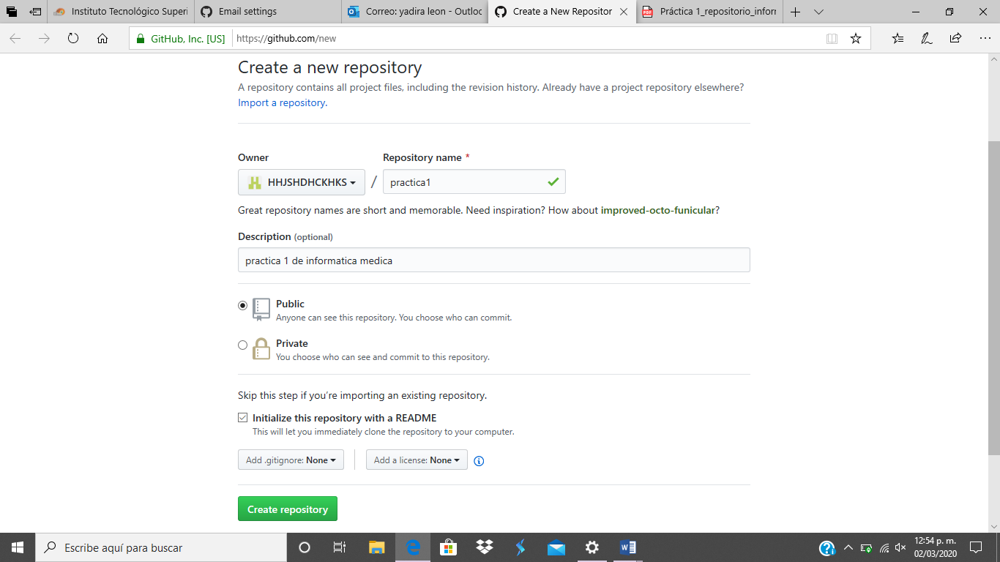 Instituto Tecnológico Superi
Email settings
Correo: yadira leon - Outloo
Create a New Repositor
Práctica 1_repositorio_infor
GitHub, Inc. [US]
https://github.com/new
Create a new repository
A repository contains all project files, including the revision history. Already have a project repository elsewhere?
Import a repository.
Owner
Repository name *
HHJSHDHCKHKS
/
practica1
Great repository names are short and memorable. Need inspiration? How about improved-octo-funicular?
Description (optional)
practica 1 de informatica medica
Public
Anyone can see this repository. You choose who can commit.
Private
You choose who can see and commit to this repository.
Skip this step if you're importing an existing repository.
Initialize this repository with a README
This will let you immediately clone the repository to your computer.
Add .gitignore: None
Add a license: None
Create repository
Escribe aquí para buscar
12:54 p. m.
02/03/2020